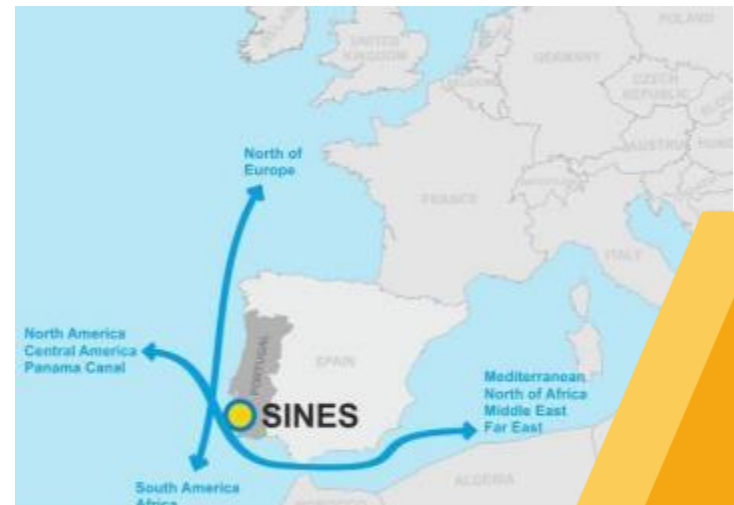 UNITED
KINGDOM
POLAND
GERMANY
CZECH
REPUBLIC
North of
Europe
FRANCE
ITALY
North America
Central America
Panama Canal
PORTUGAL
SPAIN
SINES
Mediterranean
North of Africa
Middle East
Far East
ALGERIA
South America
Africa